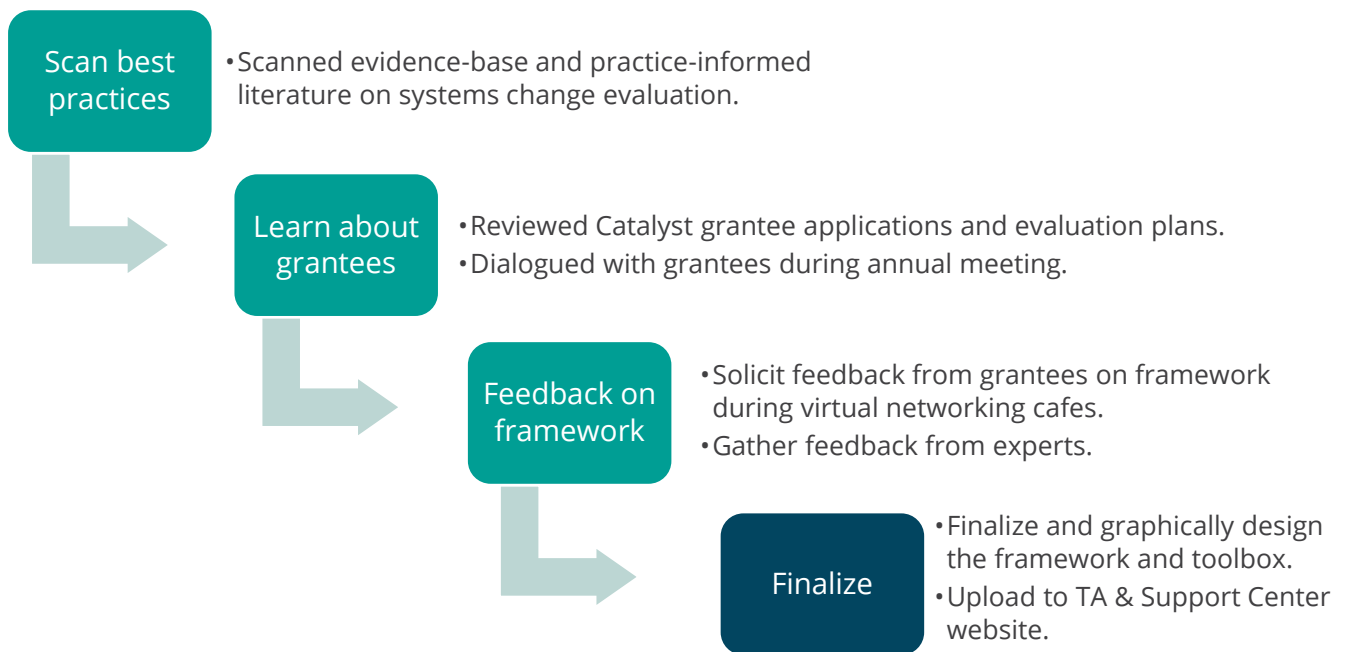 Scan best
practices
•Scanned evidence-base and practice-informed
literature on systems change evaluation.
Learn about
grantees
•Reviewed Catalyst grantee applications and evaluation plans.
•Dialogued with grantees during annual meeting.
Feedback on
framework
•Solicit feedback from grantees on framework
during virtual networking cafes.
•Gather feedback from experts.
Finalize
•Finalize and graphically design
the framework and toolbox.
•Upload to TA & Support Center
website.